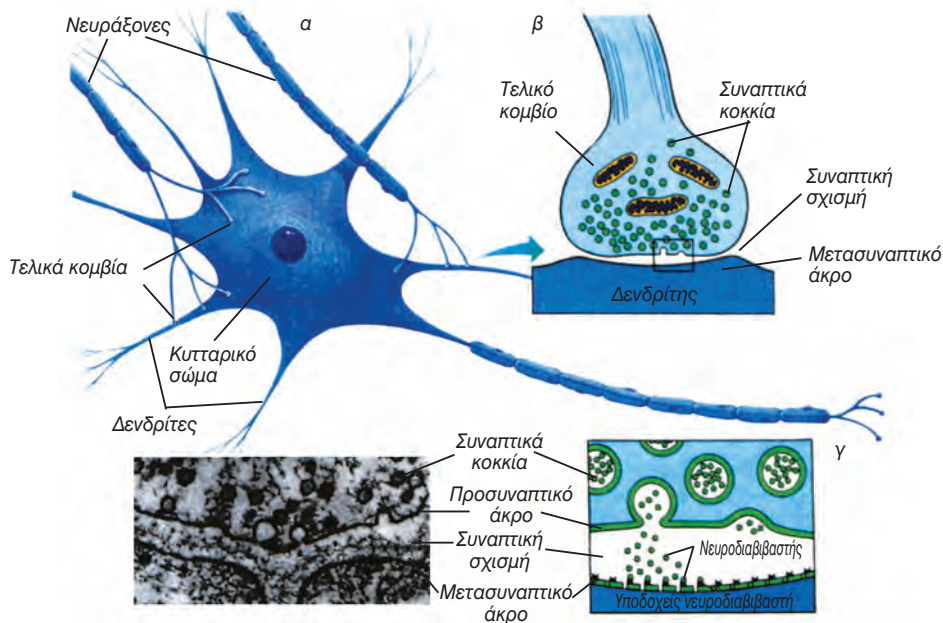 Νευράξονες
α
β
Τελικό
κομβίο
Συναπτικά
κοκκία
Συναπτική
σχισμή
Τελικά κομβία
Μετασυναπτικό
άκρο
Δενδρίτης
Κυτταρικό
σώμα
Δενδρίτες
γ
Συναπτικά
κοκκία
Προσυναπτικό
άκρο
Συναπτική
σχισμή
Νευροδιαβιβαστής
Μετασυναπτικό
άκρο
Υποδοχείς νευροδιαβιβαστή